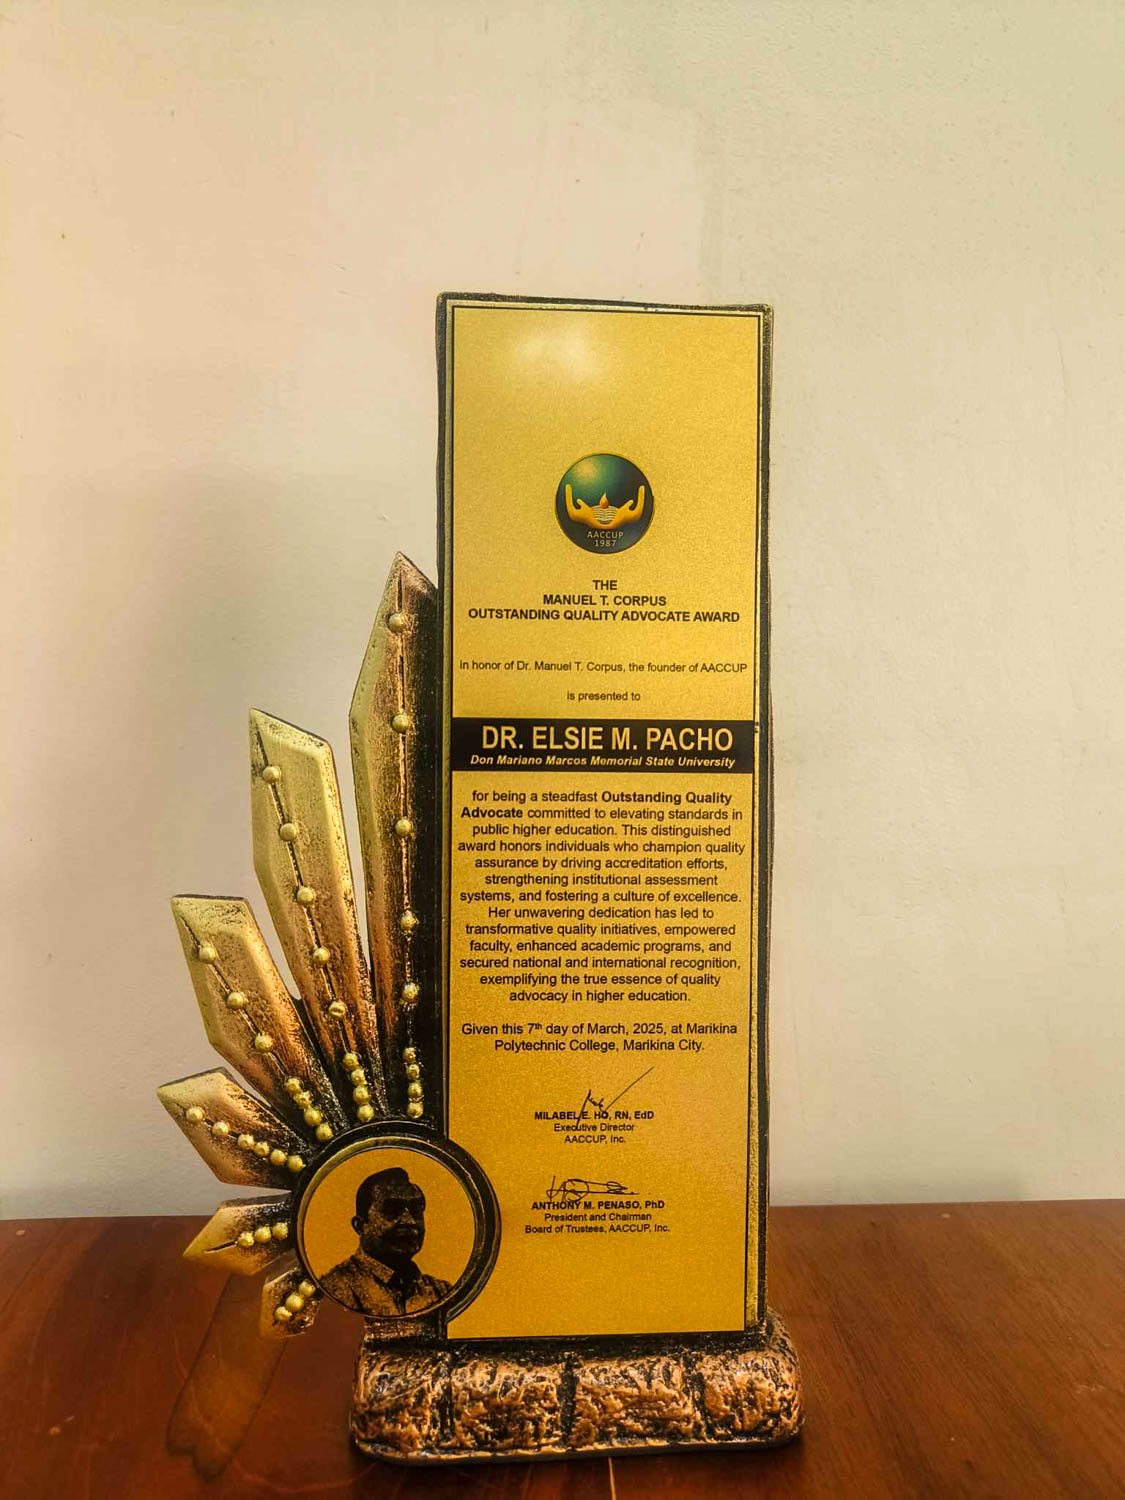 AACCUP
1987
THE
MANUEL T. CORPUS
OUTSTANDING QUALITY ADVOCATE AWARD
in honor of Dr. Manuel T. Corpus, the founder of AACCUP
is presented to
DR. ELSIE M. PACHO
Don Mariano Marcos Memorial State University
for being a steadfast Outstanding Quality
Advocate committed to elevating standards in
public higher education. This distinguished
award honors individuals who champion quality
assurance by driving accreditation efforts,
strengthening institutional assessment
systems, and fostering a culture of excellence.
Her unwavering dedication has led to
transformative quality initiatives, empowered
faculty, enhanced academic programs, and
secured national and international recognition,
exemplifying the true essence of quality
advocacy in higher education.
Given this 7th day of March, 2025, at Marikina
Polytechnic College, Marikina City.
MILABEL E. HO, RN, EdD
Executive Director
AACCUP, Inc.
ANTHONY M. PENASO, PhD
President and Chairman
Board of Trustees, AACCUP, Inc.